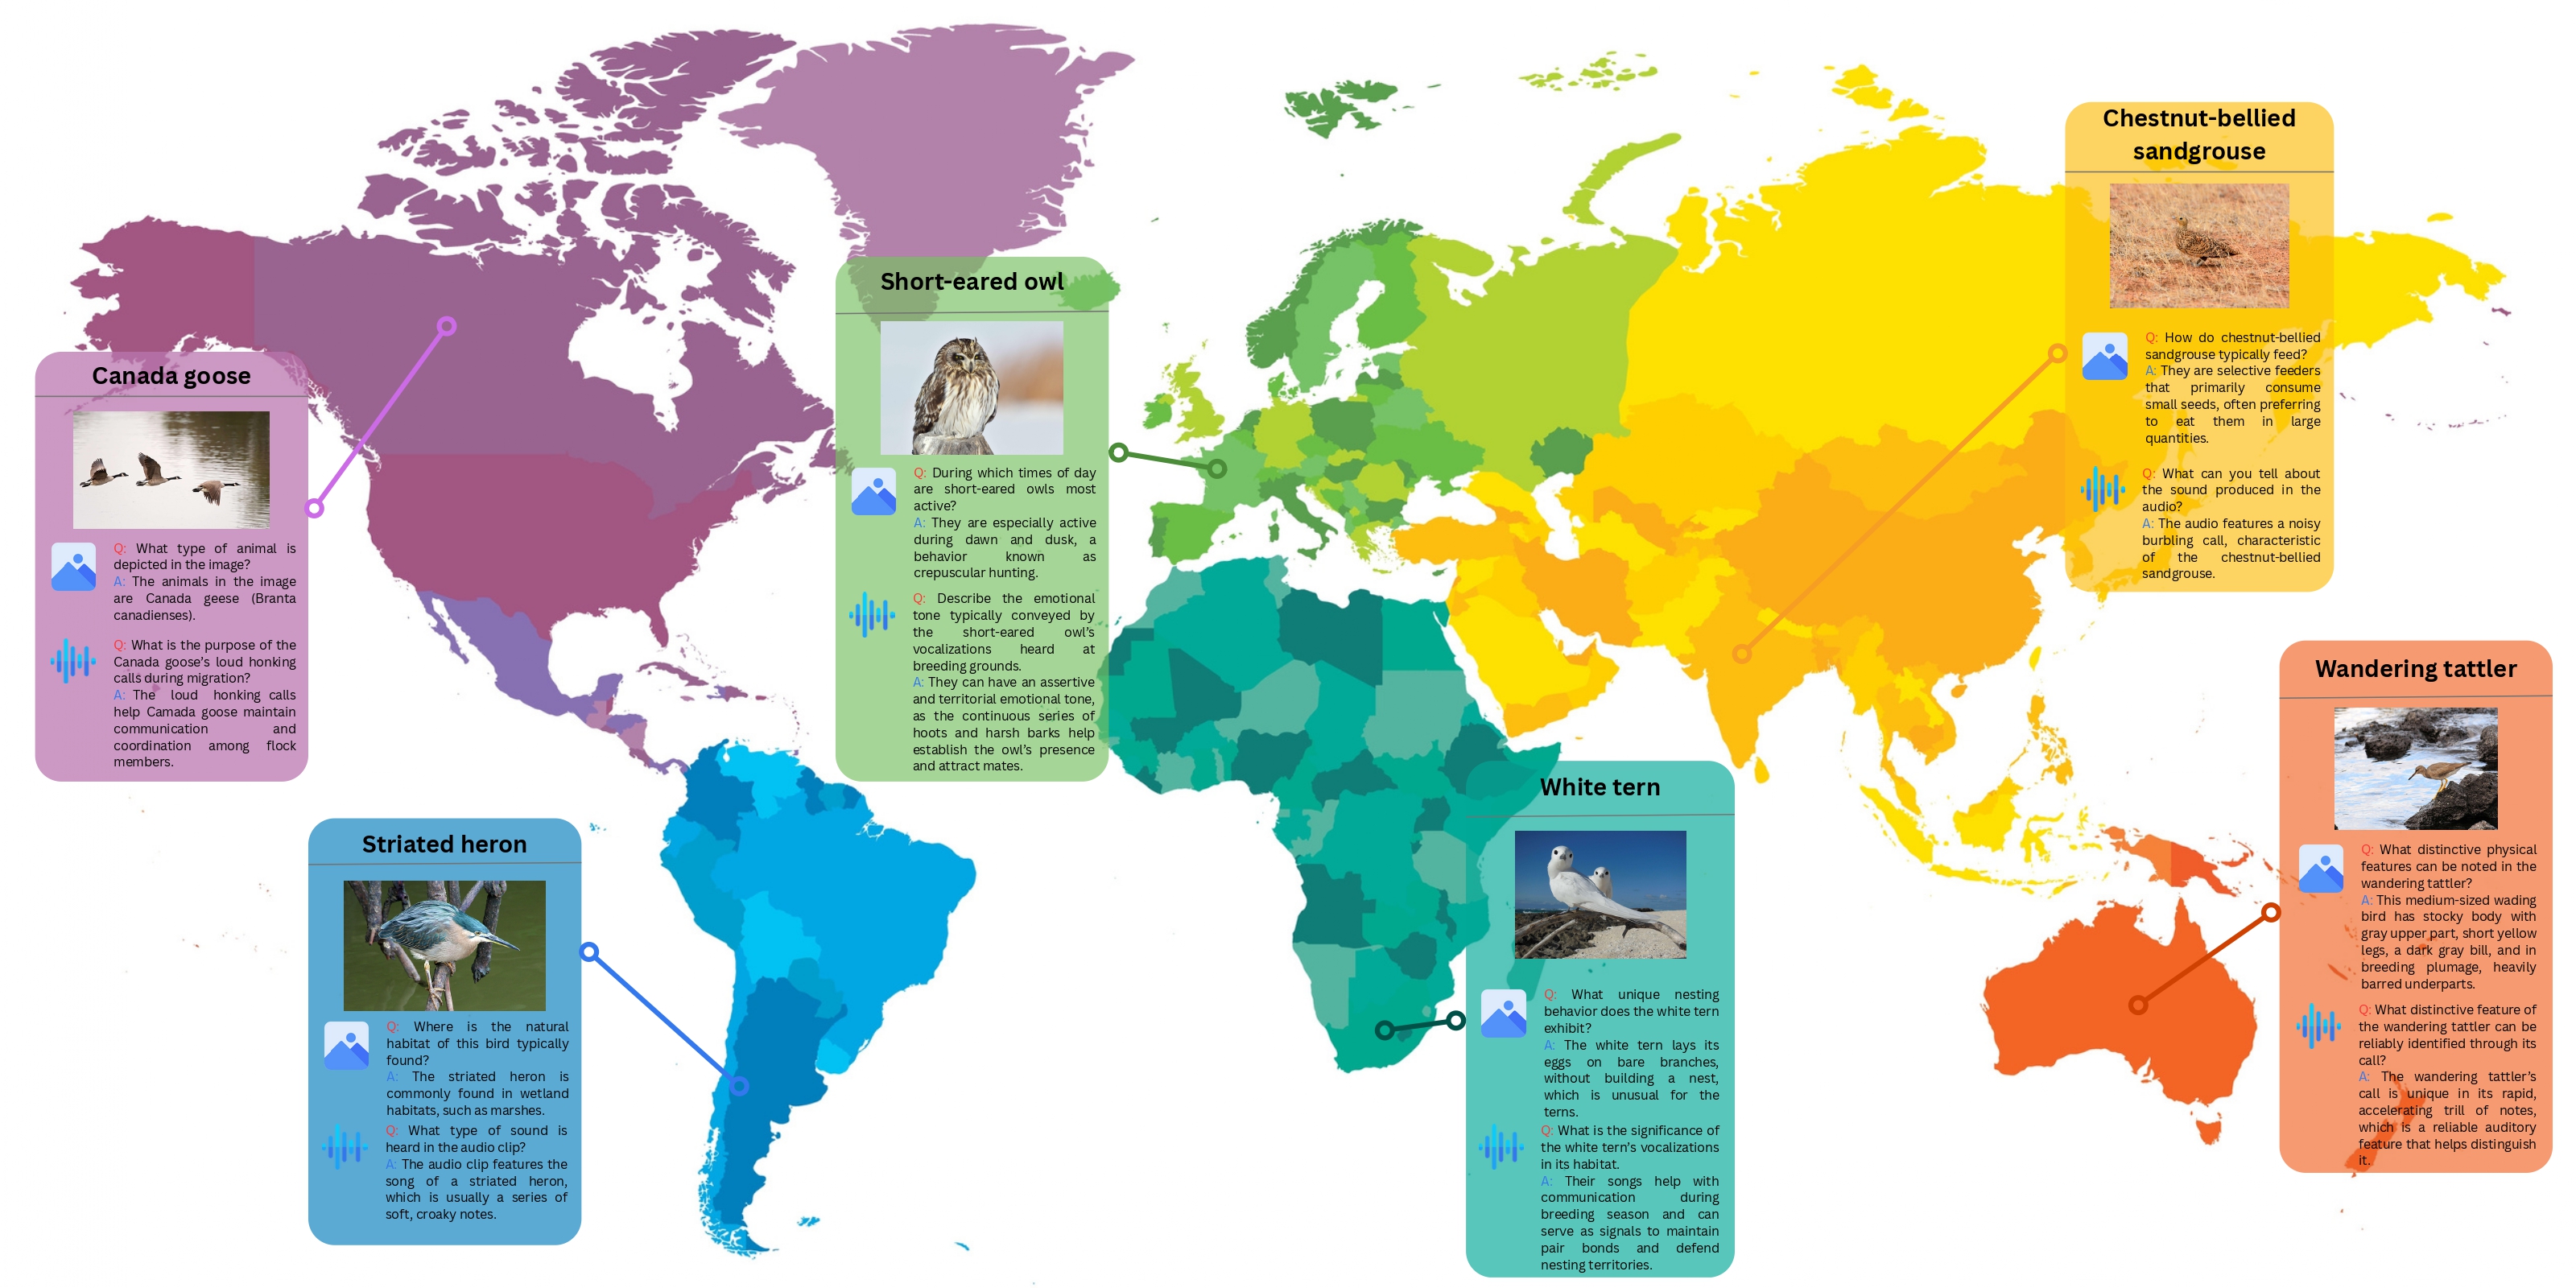 Canada goose
Q: What type of animal is
depicted in the image?
A: The animals in the image
are Canada geese (Branta
canadienses).
Q: What is the purpose of the
Canada goose's loud honking
calls during migration?
A: The loud honking calls
help Camada goose maintain
communication and
coordination among flock
members.
Striated heron
Q: Where is the natural
habitat of this bird typically
found?
A: The striated heron is
commonly found in wetland
habitats, such as marshes.
Q: What type of sound is
heard in the audio clip?
A: The audio clip features the
song of a striated heron,
which is usually a series of
soft, croaky notes.
Short-eared owl
Q: During which times of day
are short-eared owls most
active?
A: They are especially active
during dawn and dusk, a
behavior known as
crepuscular hunting.
Q: Describe the emotional
tone typically conveyed by
the short-eared owl's
vocalizations heard at
breeding grounds.
A: They can have an assertive
and territorial emotional tone,
as the continuous series of
hoots and harsh barks help
establish the owl's presence
and attract mates.
White tern
Q: What unique nesting
behavior does the white tern
exhibit?
A: The white tern lays its
eggs on bare branches,
without building a nest,
which is unusual for the
terns.
Q: What is the significance of
the white tern's vocalizations
in its habitat.
A: Their songs help with
communication during
breeding season and can
serve as signals to maintain
pair bonds and defend
nesting territories.
Chestnut-bellied
sandgrouse
Q: How do chestnut-bellied
sandgrouse typically feed?
A: They are selective feeders
that primarily consume
small seeds, often preferring
to eat them in large
quantities.
Q: What can you tell about
the sound produced in the
audio?
A: The audio features a noisy
burbling call, characteristic
of the chestnut-bellied
sandgrouse.
Wandering tattler
Q: What distinctive physical
features can be noted in the
wandering tattler?
A: This medium-sized wading
bird has stocky body with
gray upper part, short yellow
legs, a dark gray bill, and in
breeding plumage, heavily
barred underparts.
Q: What distinctive feature of
the wandering tattler can be
reliably identified through its
call?
A: The wandering tattler's
call is unique in its rapid,
accelerating trill of notes,
which is a reliable auditory
feature that helps distinguish
it.